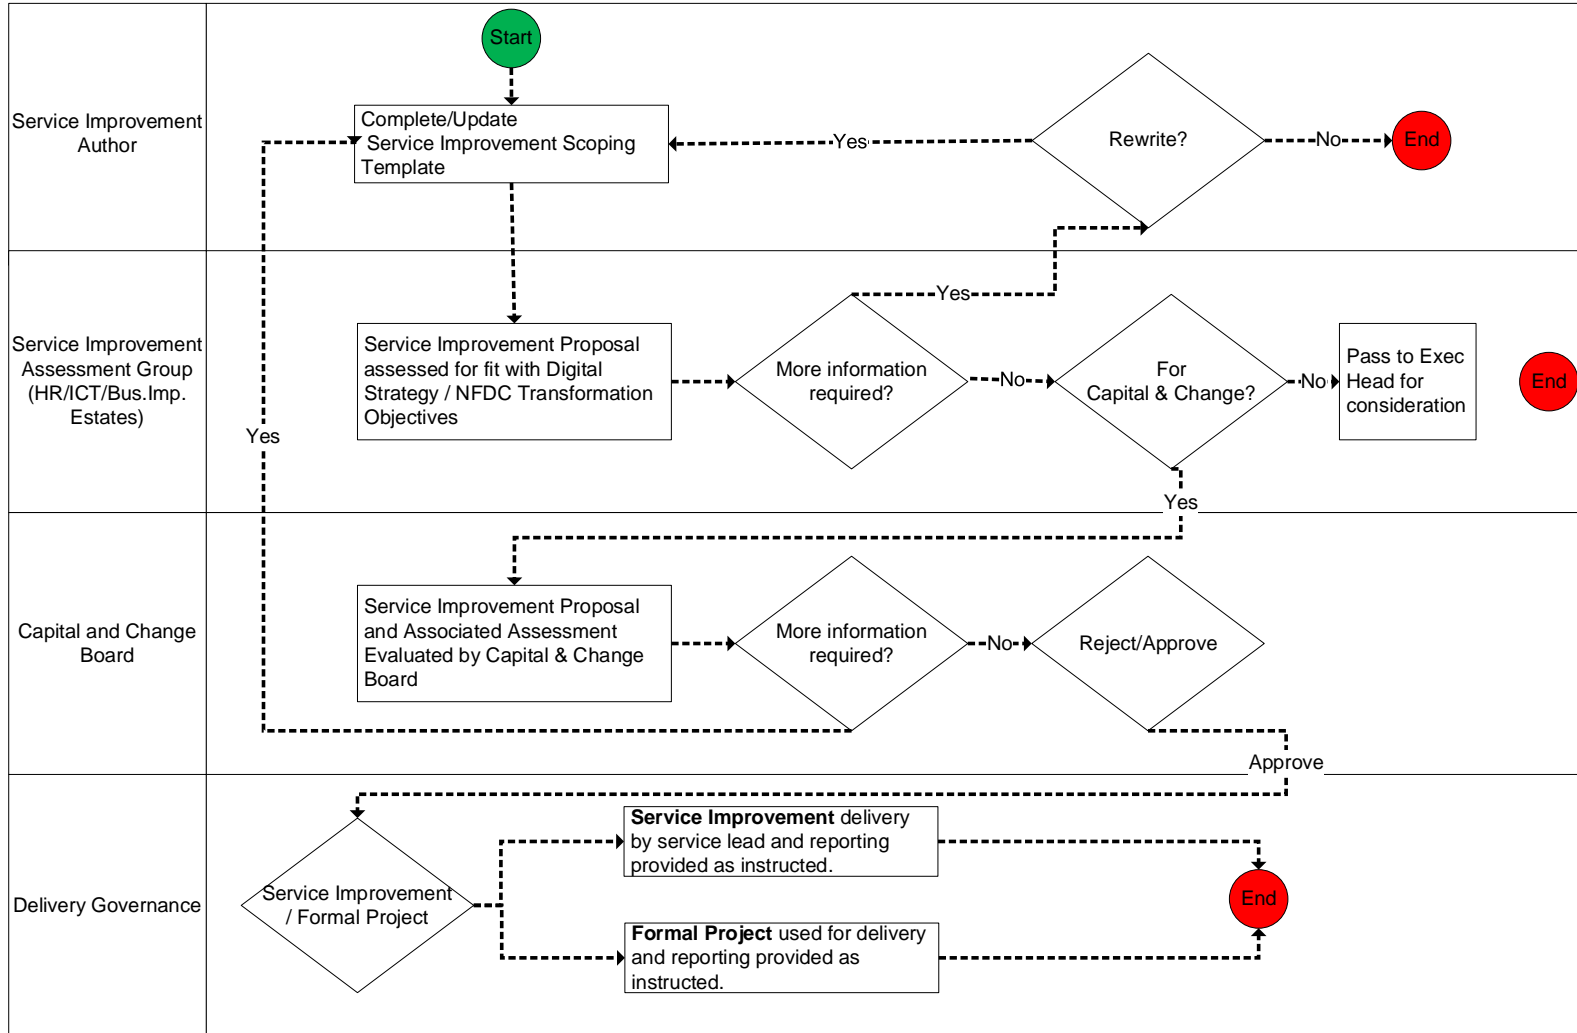 Start
Service Improvement
Author
Complete/Update
Service Improvement Scoping
Template
Yes
Rewrite?
No
End
Service Improvement
Assessment Group
(HR/ICT/Bus.Imp.
Estates)
Service Improvement Proposal
assessed for fit with Digital
Strategy / NFDC Transformation
Objectives
Yes
More information
required?
No
For
Capital & Change?
No
Pass to Exec
Head for
consideration
End
Yes
Yes
Capital and Change
Board
Service Improvement Proposal
and Associated Assessment
Evaluated by Capital & Change
Board
More information
required?
No
Reject/Approve
Approve
Delivery Governance
Service Improvement
/ Formal Project
Service Improvement delivery
by service lead and reporting
provided as instructed.
Formal Project used for delivery
and reporting provided as
instructed.
End